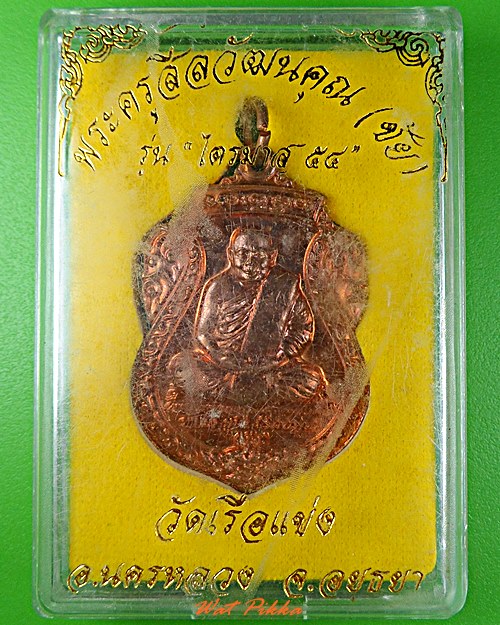 พระครูสีลวัฒนคุณ (ชัย)
รุ่น "ไตรมาส ๕๔"
วัดเรือแข่ง
อ.นครหลวง จ.อยุธยา
Wat Pikka